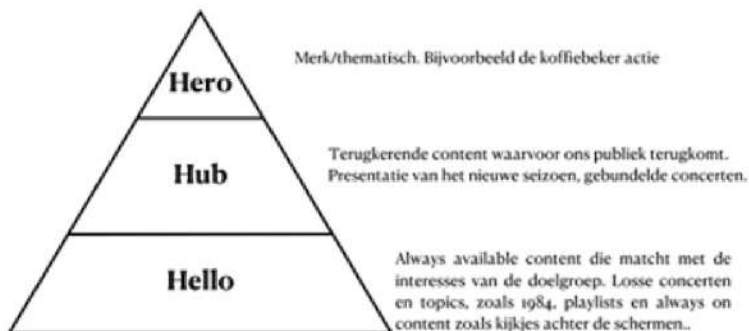 Hero
Merk/thematisch. Bijvoorbeeld de koffiebeker actie
Hub
Terugkerende content waarvoor ons publiek terugkomt.
Presentatie van het nieuwe seizoen, gebundelde concerten.
Hello
Always available content die matcht met de
interesses van de doelgroep. Losse concerten
en topics, zoals 1984, playlists en always on
content zoals kijkjes achter de schermen..